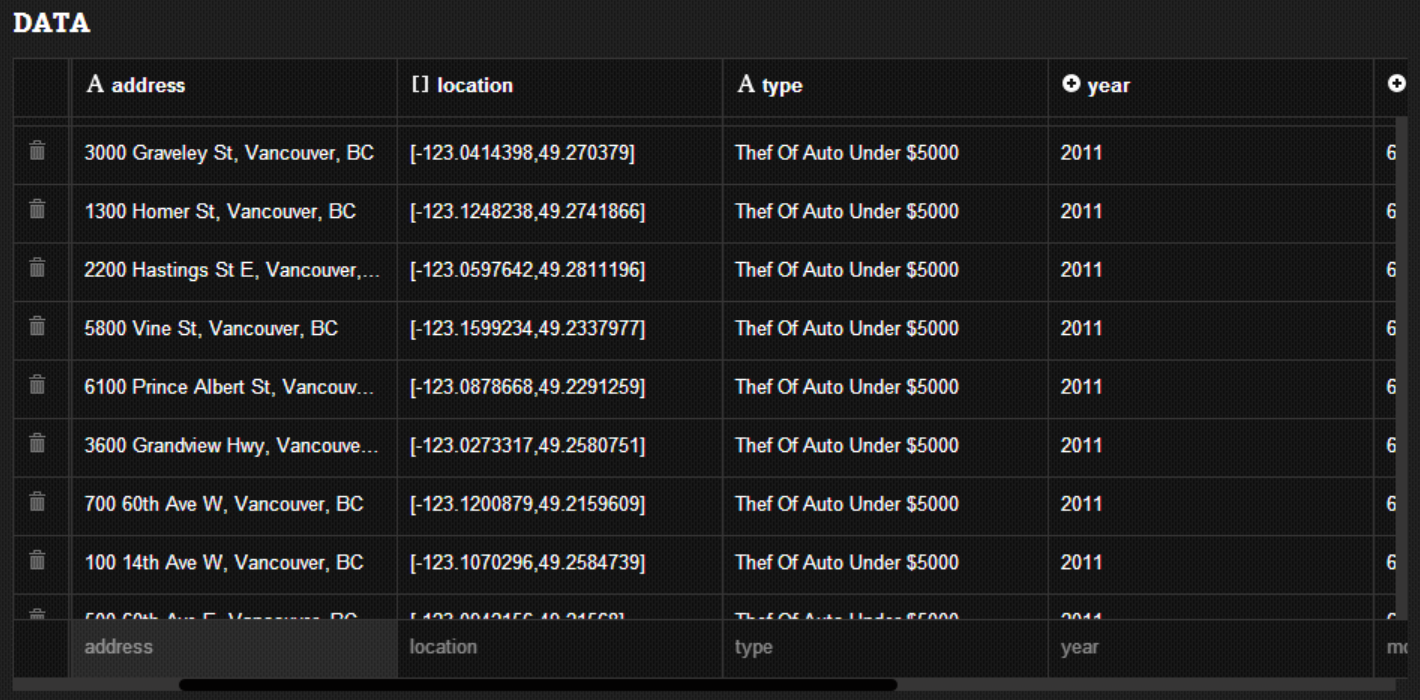 DATA
A address [] location A type year
3000 Graveley St, Vancouver, BC [-123.0414398,49.270379] Thef Of Auto Under $5000 2011 6
1300 Homer St, Vancouver, BC [-123.1248238,49.2741866] Thef Of Auto Under $5000 2011 6
2200 Hastings St E, Vancouver,... [-123.0597642,49.2811196] Thef Of Auto Under $5000 2011 6
5800 Vine St, Vancouver, BC [-123.1599234,49.2337977] Thef Of Auto Under $5000 2011 6
6100 Prince Albert St, Vancouv... [-123.0878668,49.2291259] Thef Of Auto Under $5000 2011 6
3600 Grandview Hwy, Vancouve... [-123.0273317,49.2580751] Thef Of Auto Under $5000 2011 6
700 60th Ave W, Vancouver, BC [-123.1200879,49.2159609] Thef Of Auto Under $5000 2011 6
100 14th Ave W, Vancouver, BC [-123.1070296,49.2584739] Thef Of Auto Under $5000 2011 6
address location type year